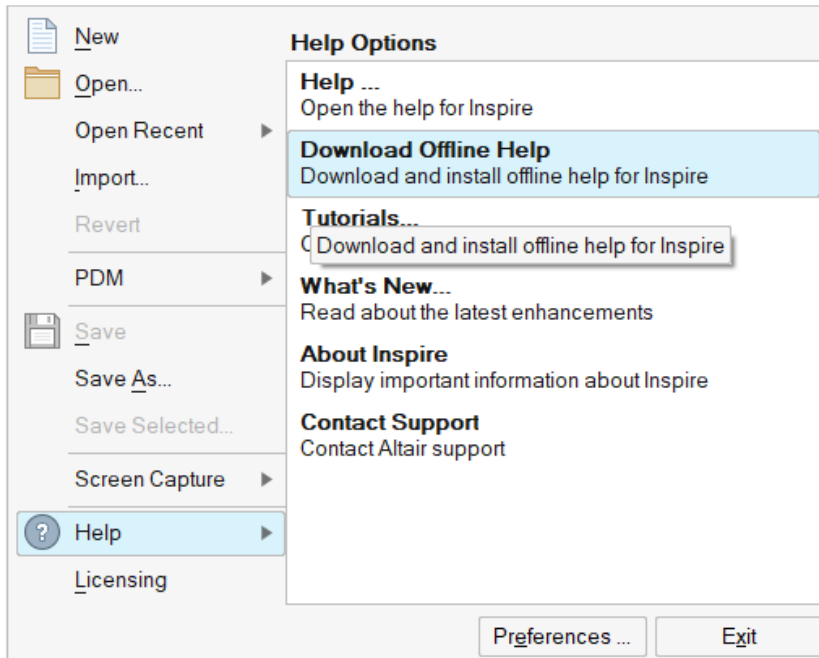 New
Open...
Open Recent
Import...
Revert
PDM
Save
Save As...
Save Selected...
Screen Capture
Help
Licensing
Help Options
Help ...
Open the help for Inspire
Download Offline Help
Download and install offline help for Inspire
Tutorials...
Download and install offline help for Inspire
What's New...
Read about the latest enhancements
About Inspire
Display important information about Inspire
Contact Support
Contact Altair support
Preferences ...
Exit